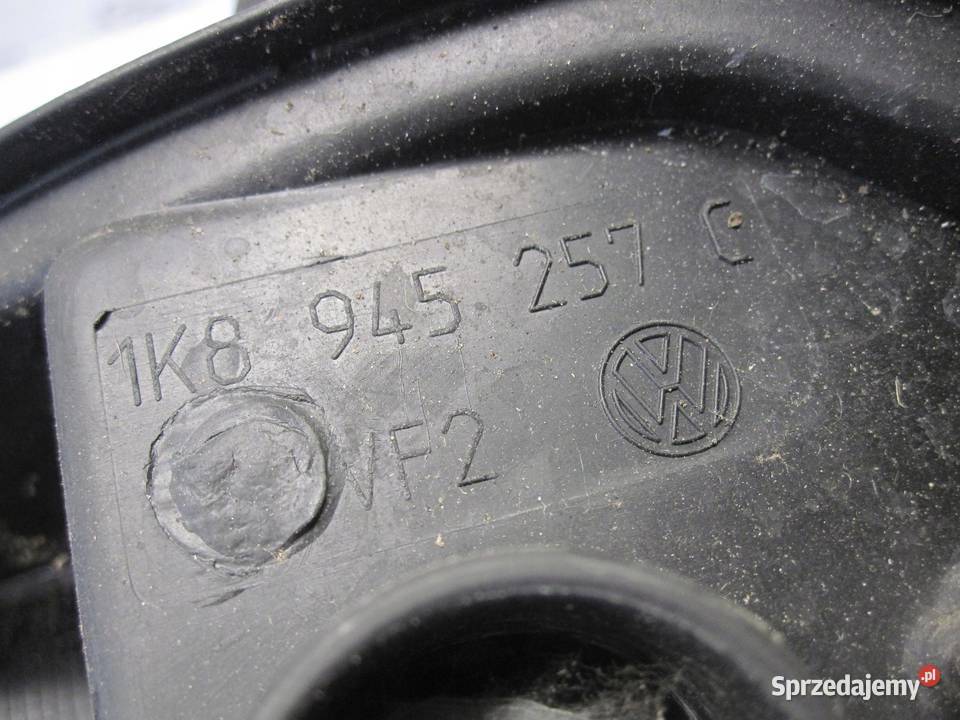 1K8 945 257 C
VF2
VW
Sprzedajemy.pl